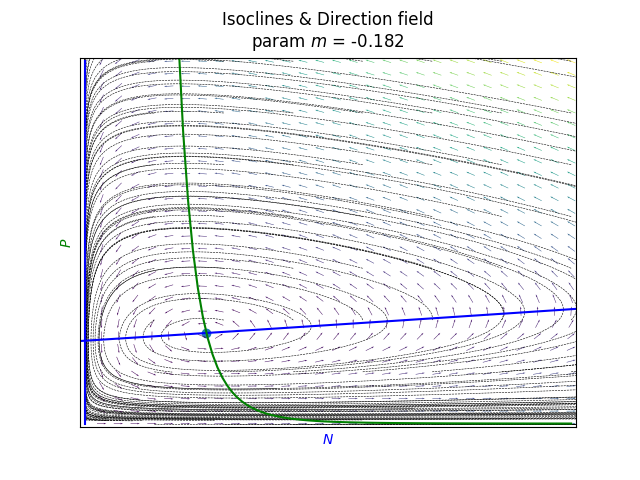 Isoclines & Direction field
param m = -0.182
P
N